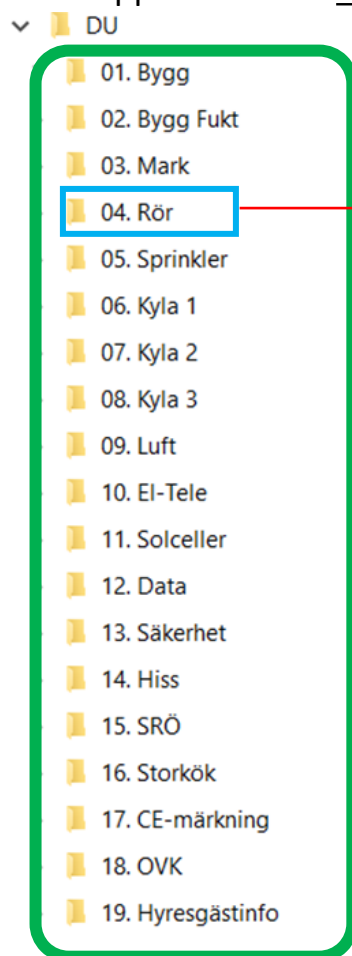 DU
01. Bygg
02. Bygg Fukt
03. Mark
04. Rör
05. Sprinkler
06. Kyla 1
07. Kyla 2
08. Kyla 3
09. Luft
10. El-Tele
11. Solceller
12. Data
13. Säkerhet
14. Hiss
15. SRÖ
16. Storkök
17. CE-märkning
18. OVK
19. Hyresgästinfo